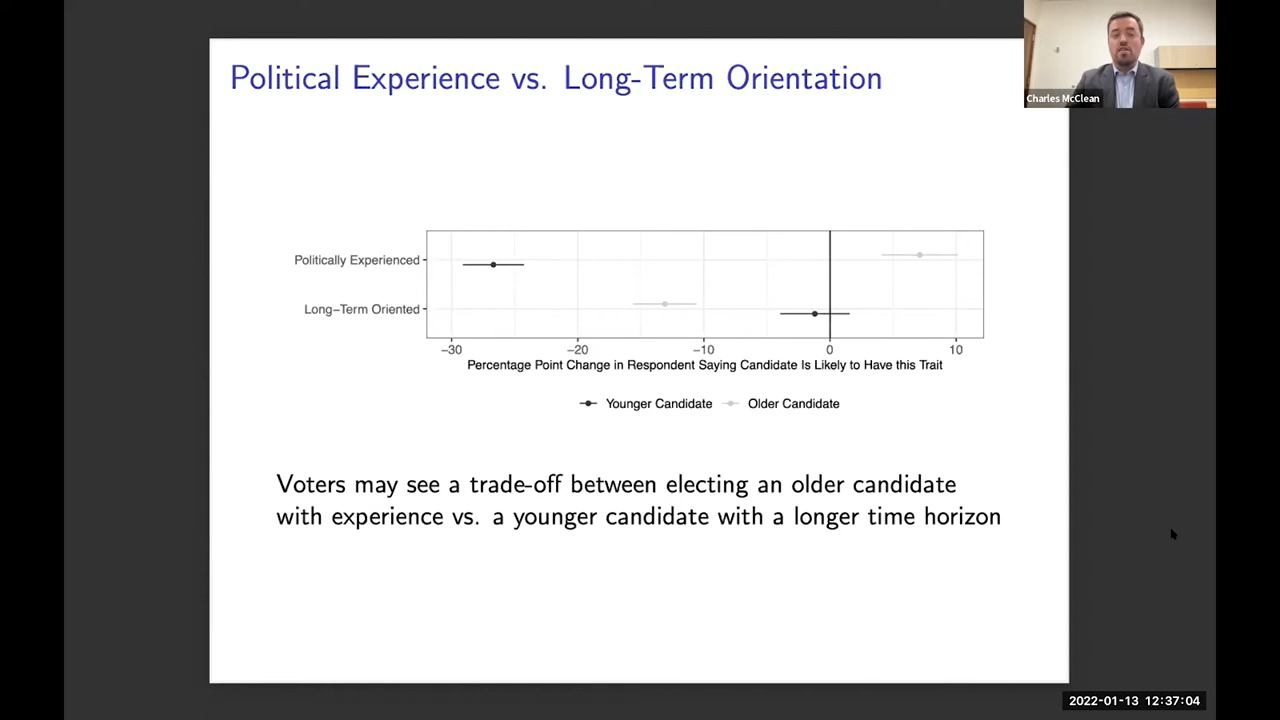 Political Experience vs. Long-Term Orientation
Charles McClean
Politically Experienced
Long−Term Oriented
−30 −20 −10 0 10
Percentage Point Change in Respondent Saying Candidate Is Likely to Have this Trait
Younger Candidate Older Candidate
Voters may see a trade-off between electing an older candidate
with experience vs. a younger candidate with a longer time horizon
2022-01-13 12:37:04